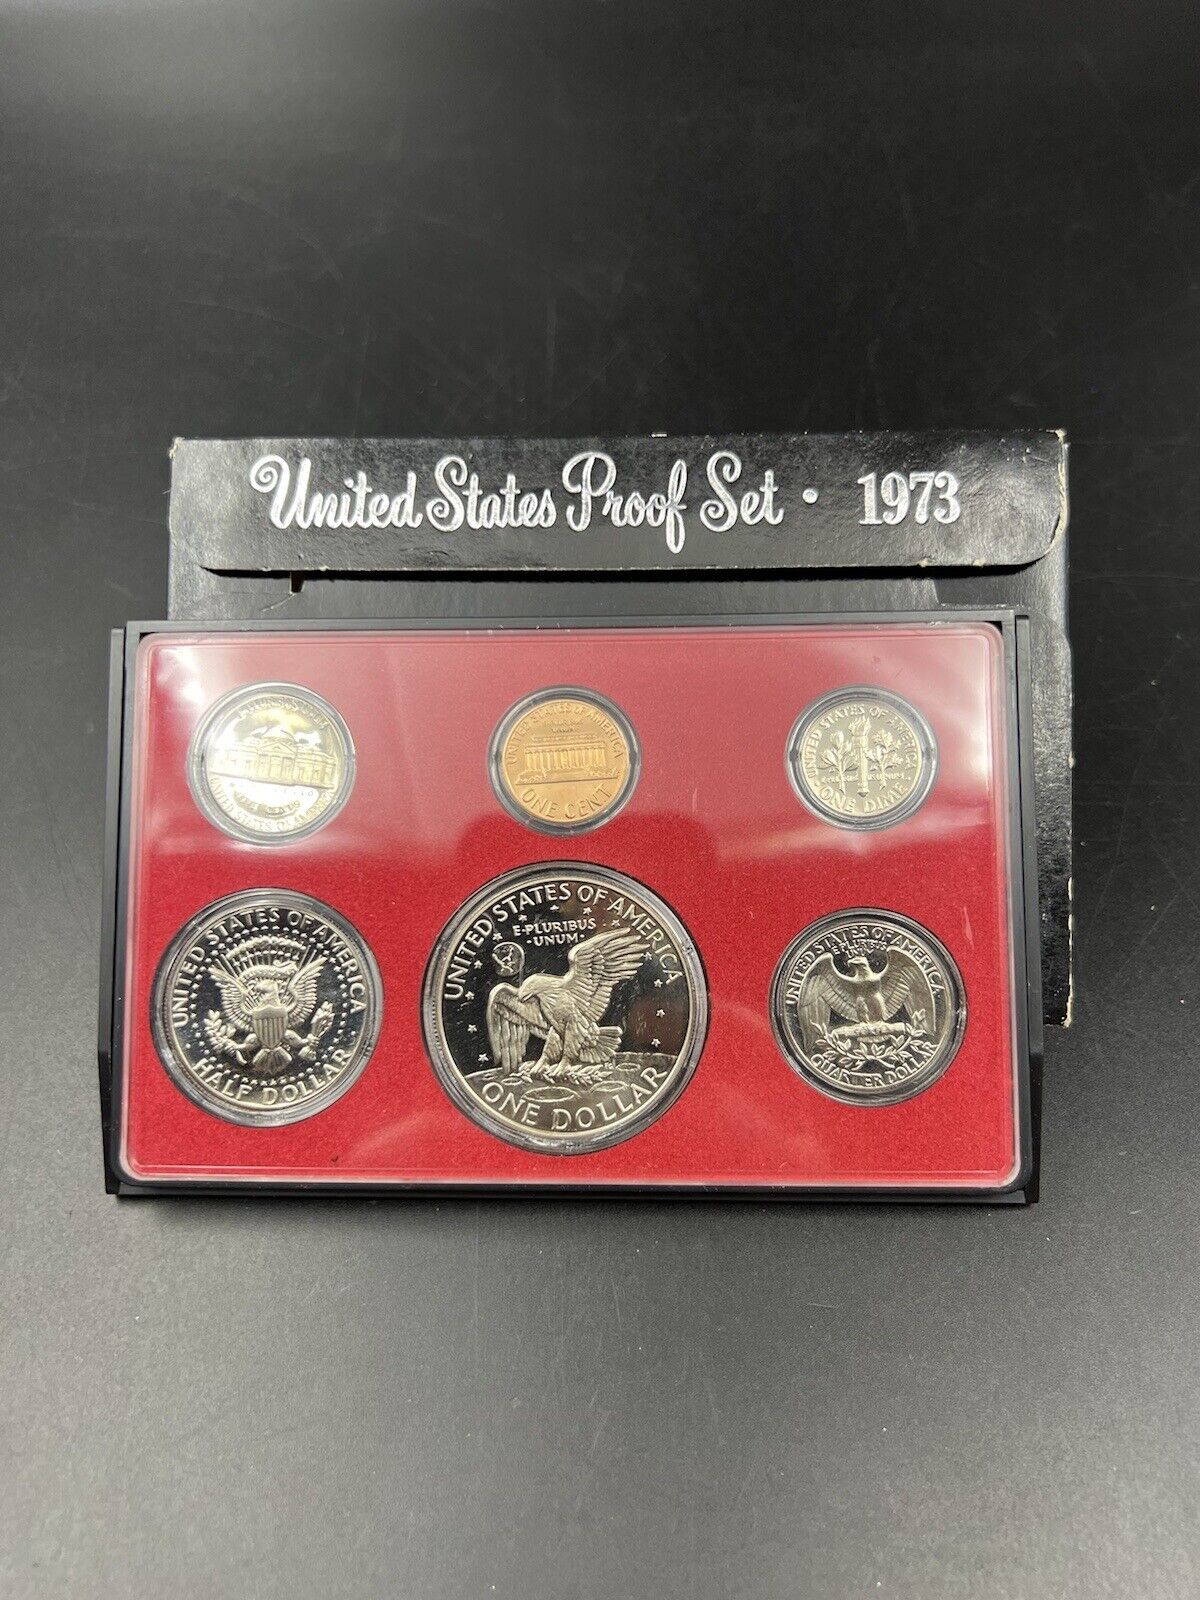 United States Proof Set · 1973
UNITED STATES OF AMERICA
ONE CENT
UNITED STATES OF AMERICA
ONE DIME
UNITED STATES OF AMERICA
HALF DOLLAR
UNITED STATES OF AMERICA
E·PLURIBUS
·UNUM·
ONE DOLLAR
UNITED STATES OF AMERICA
E·PLURIBUS
QUARTER DOLLAR